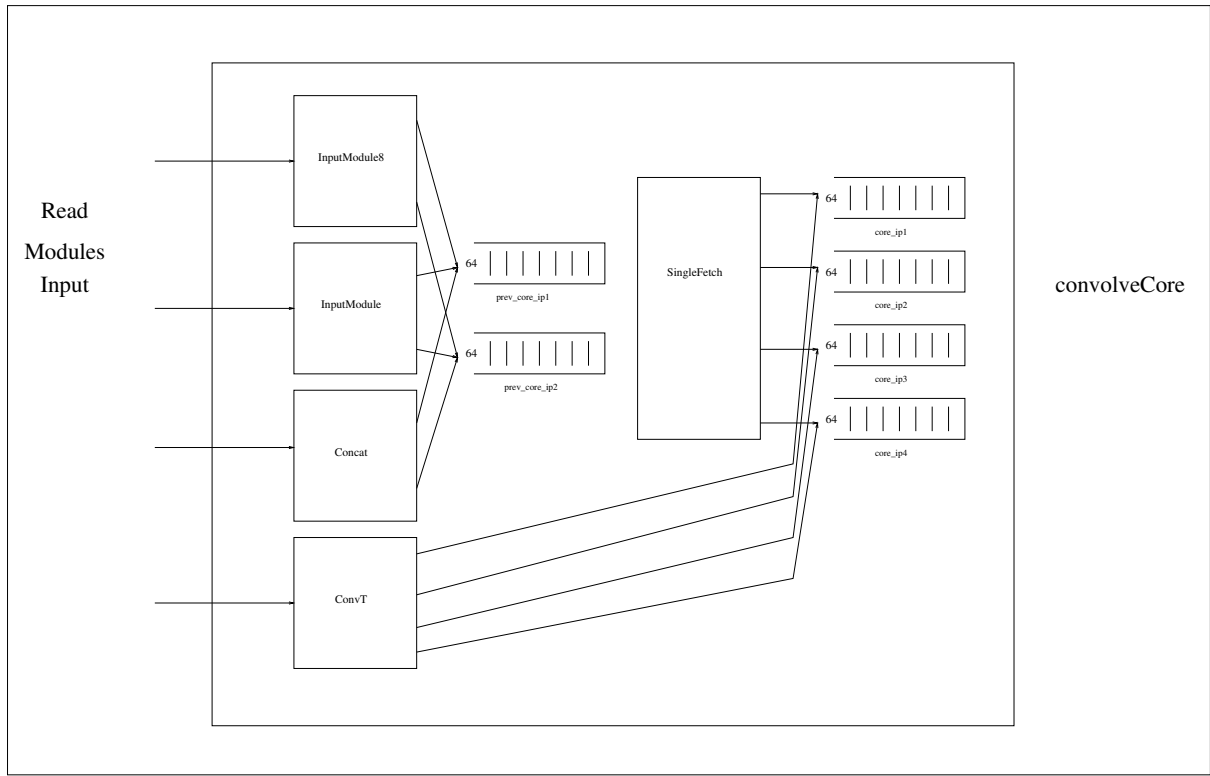 Read
Modules
Input
InputModule8
InputModule
Concat
ConvT
64
prev_core_ip1
64
prev_core_ip2
SingleFetch
64
core_ip1
64
core_ip2
64
core_ip3
64
core_ip4
convolveCore